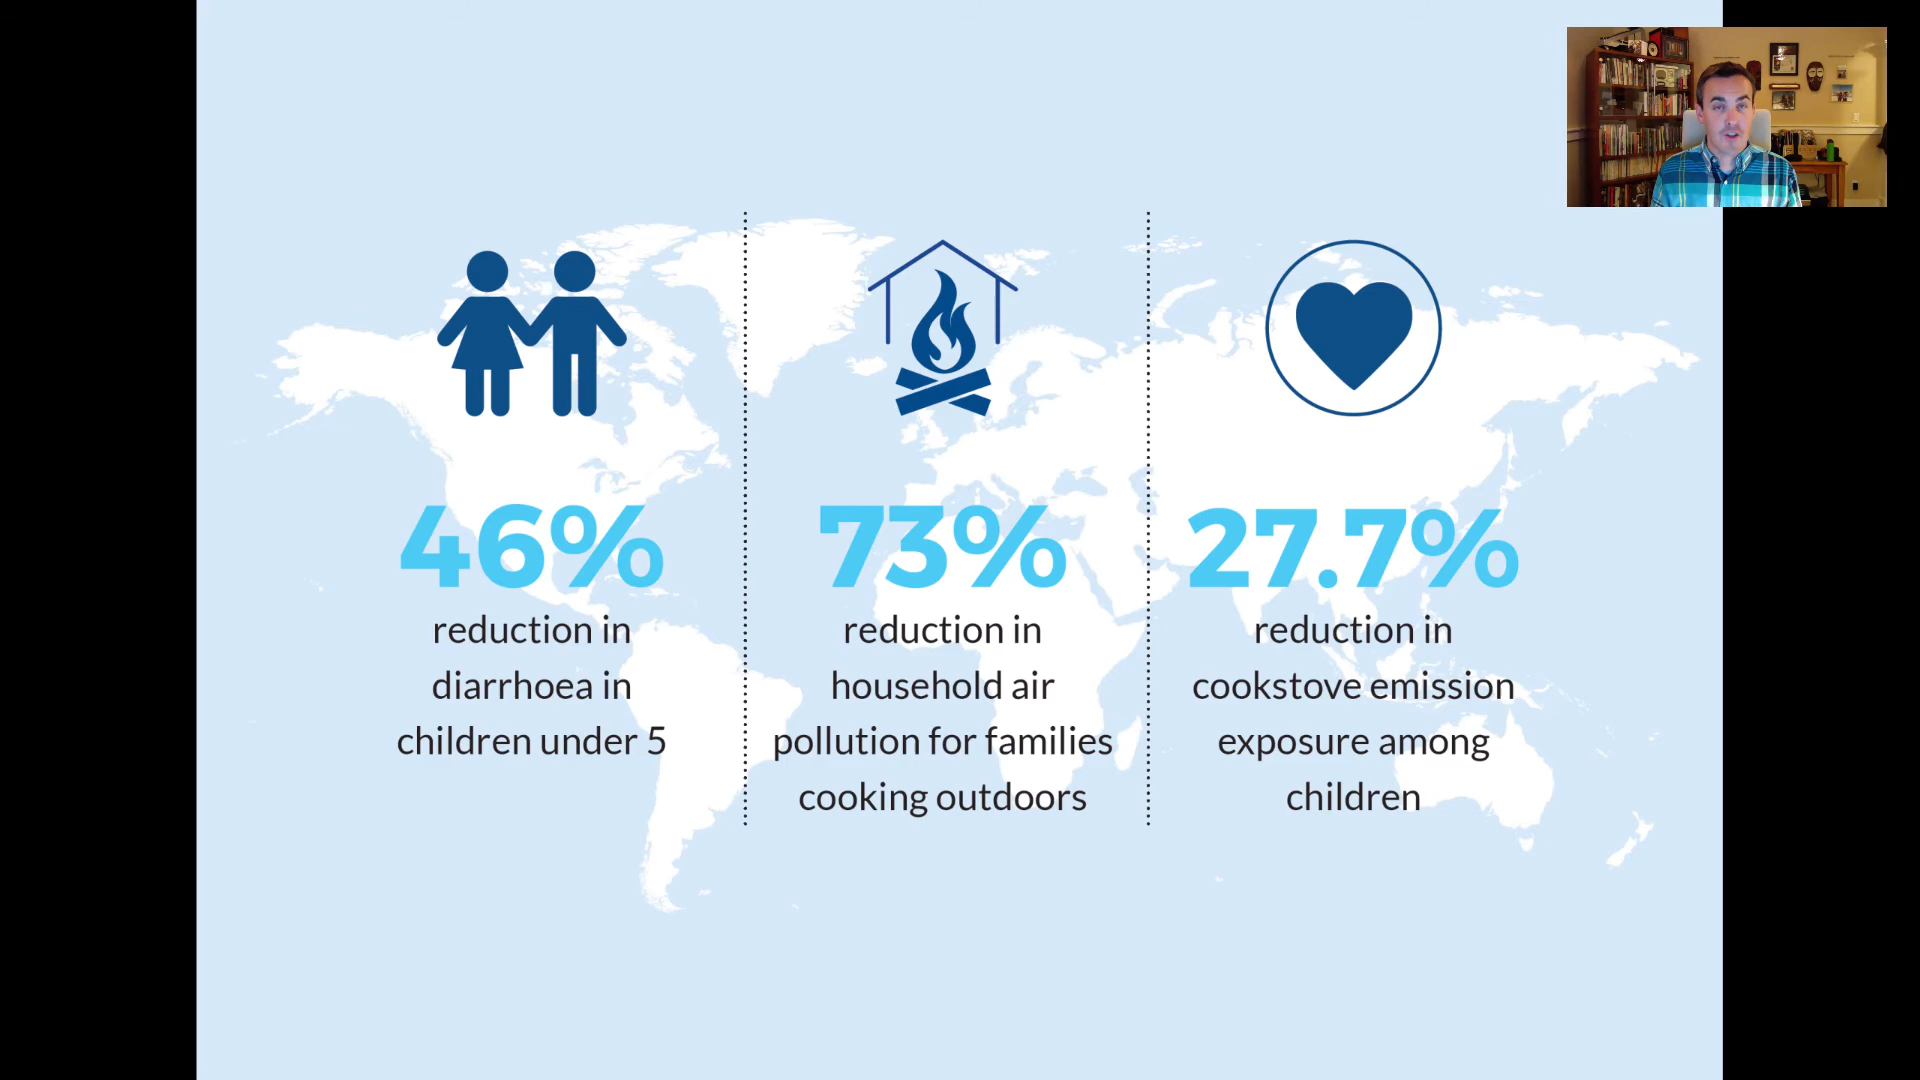 46%
reduction in
diarrhoea in
children under 5
73%
reduction in
household air
pollution for families
cooking outdoors
27.7%
reduction in
cookstove emission
exposure among
children